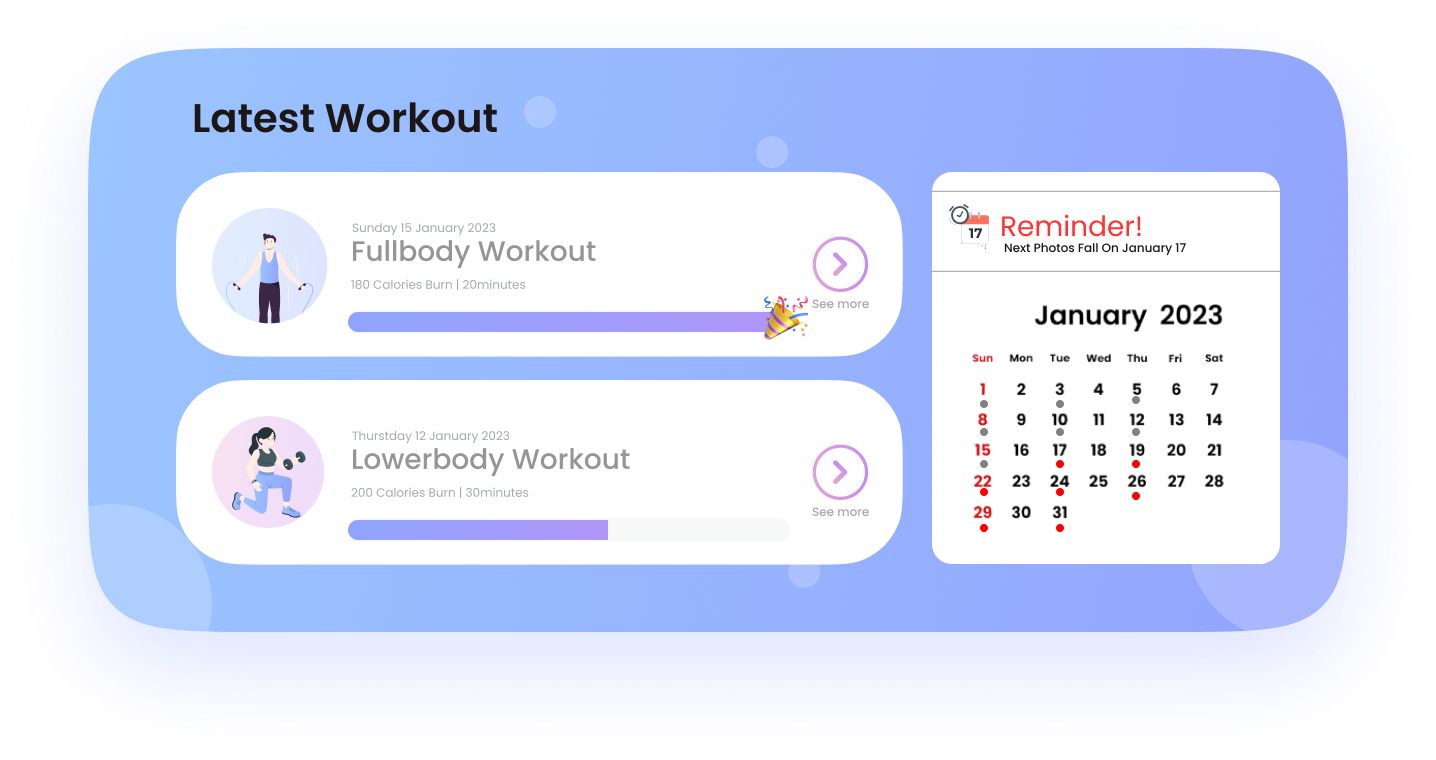 Latest Workout
Sunday 15 January 2023
Fullbody Workout
180 Calories Burn | 20minutes
See more
Thurstday 12 January 2023
Lowerbody Workout
200 Calories Burn | 30minutes
See more
17
Reminder!
Next Photos Fall On January 17
January 2023
Sun Mon Tue Wed Thu Fri Sat
1 2 3 4 5 6 7
8 9 10 11 12 13 14
15 16 17 18 19 20 21
22 23 24 25 26 27 28
29 30 31